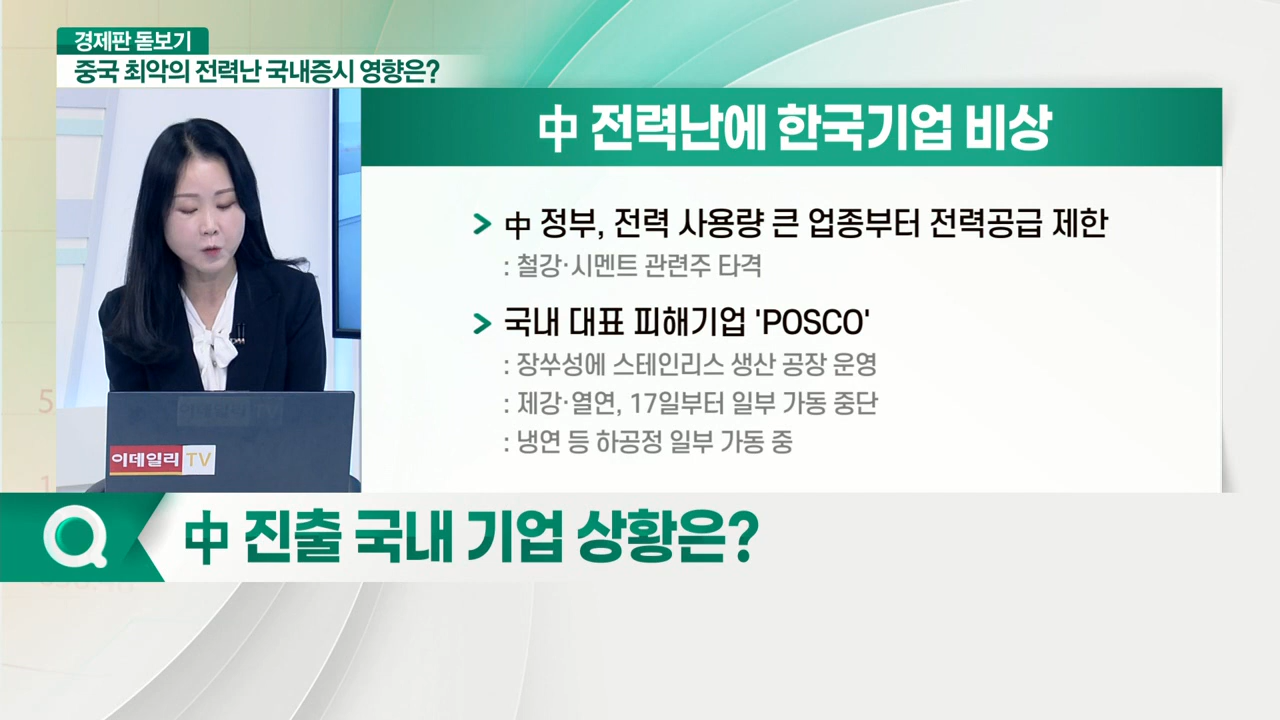 경제판 돋보기
중국 최악의 전력난 국내증시 영향은?
中 전력난에 한국기업 비상
中 정부, 전력 사용량 큰 업종부터 전력공급 제한
: 철강·시멘트 관련주 타격
국내 대표 피해기업 'POSCO'
: 장쑤성에 스테인리스 생산 공장 운영
: 제강·열연, 17일부터 일부 가동 중단
: 냉연 등 하공정 일부 가동 중
이데일리 TV
이데일리 TV
中 진출 국내 기업 상황은?